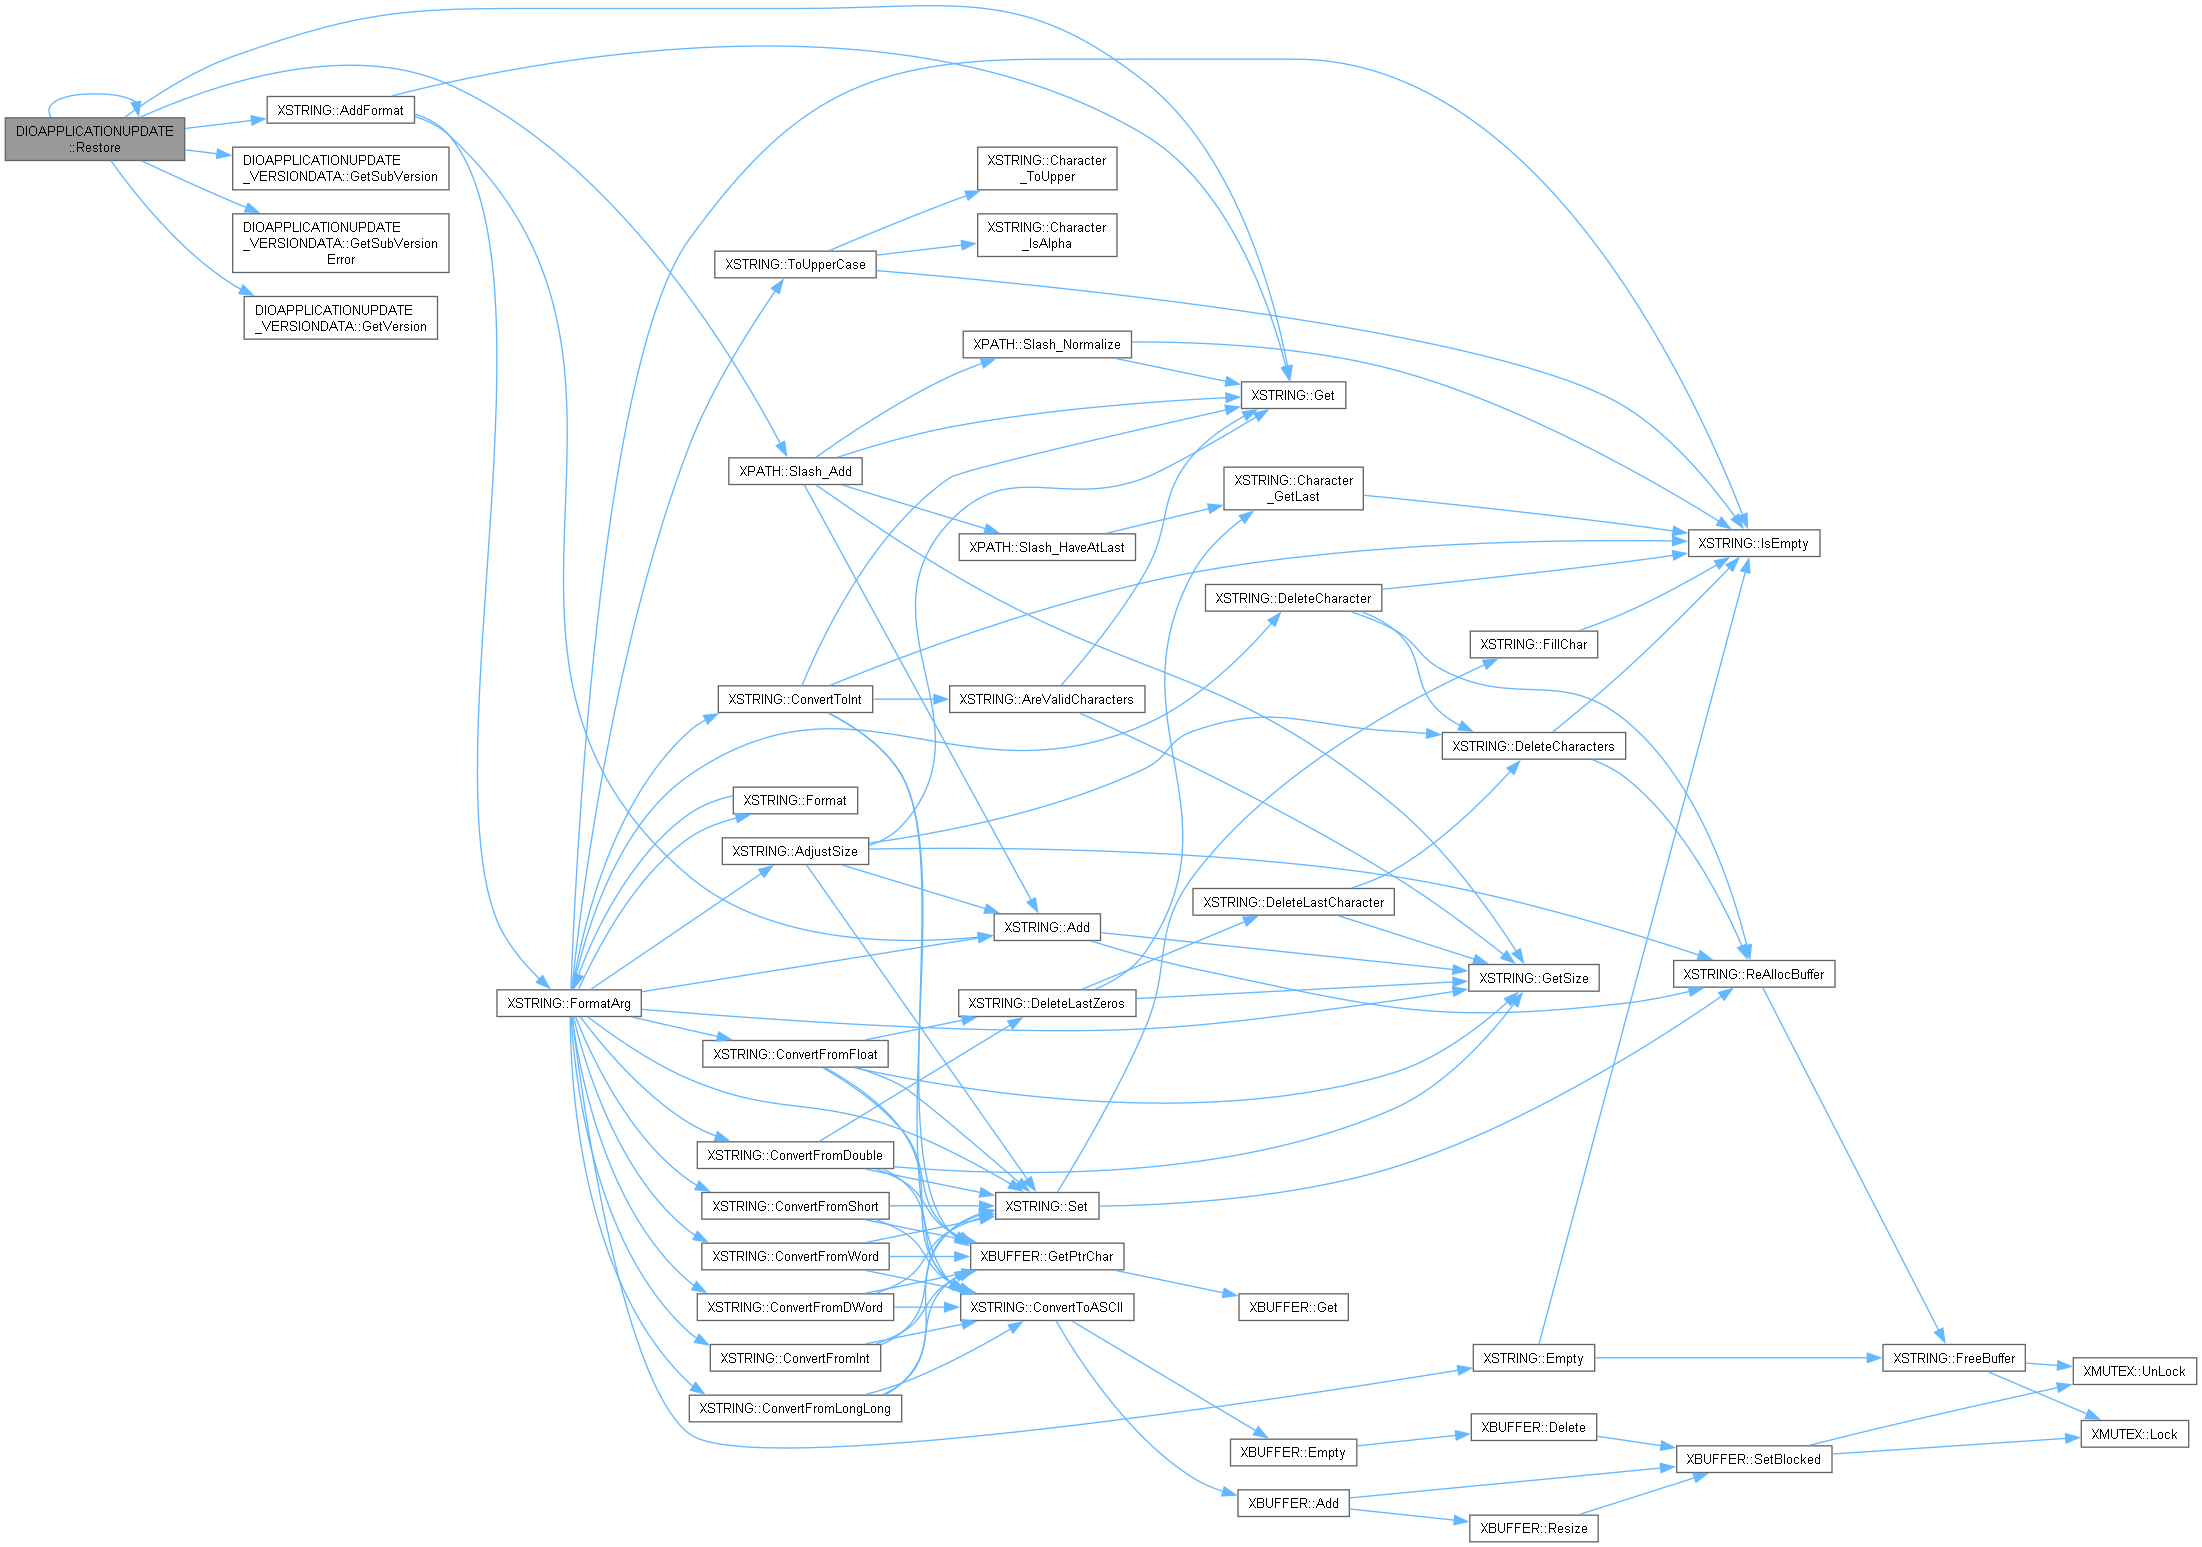 DIOAPPLICATIONUPDATE
::Restore
XSTRING::AddFormat
DIOAPPLICATIONUPDATE
_VERSIONDATA::GetSubVersion
DIOAPPLICATIONUPDATE
_VERSIONDATA::GetSubVersion
Error
DIOAPPLICATIONUPDATE
_VERSIONDATA::GetVersion
XSTRING::FormatArg
XSTRING::ToUpperCase
XPATH::Slash_Add
XSTRING::ConvertToInt
XSTRING::Format
XSTRING::AdjustSize
XSTRING::ConvertFromFloat
XSTRING::ConvertFromDouble
XSTRING::ConvertFromShort
XSTRING::ConvertFromWord
XSTRING::ConvertFromDWord
XSTRING::ConvertFromInt
XSTRING::ConvertFromLongLong
XSTRING::Character
_ToUpper
XSTRING::Character
_IsAlpha
XPATH::Slash_Normalize
XPATH::Slash_HaveAtLast
XSTRING::AreValidCharacters
XSTRING::Add
XSTRING::DeleteLastZeros
XSTRING::Set
XBUFFER::GetPtrChar
XSTRING::ConvertToASCII
XSTRING::Get
XSTRING::Character
_GetLast
XSTRING::DeleteCharacter
XSTRING::DeleteLastCharacter
XBUFFER::Get
XBUFFER::Empty
XBUFFER::Add
XSTRING::FillChar
XSTRING::DeleteCharacters
XSTRING::GetSize
XSTRING::Empty
XBUFFER::Delete
XBUFFER::Resize
XSTRING::IsEmpty
XSTRING::ReAllocBuffer
XBUFFER::SetBlocked
XSTRING::FreeBuffer
XMUTEX::UnLock
XMUTEX::Lock